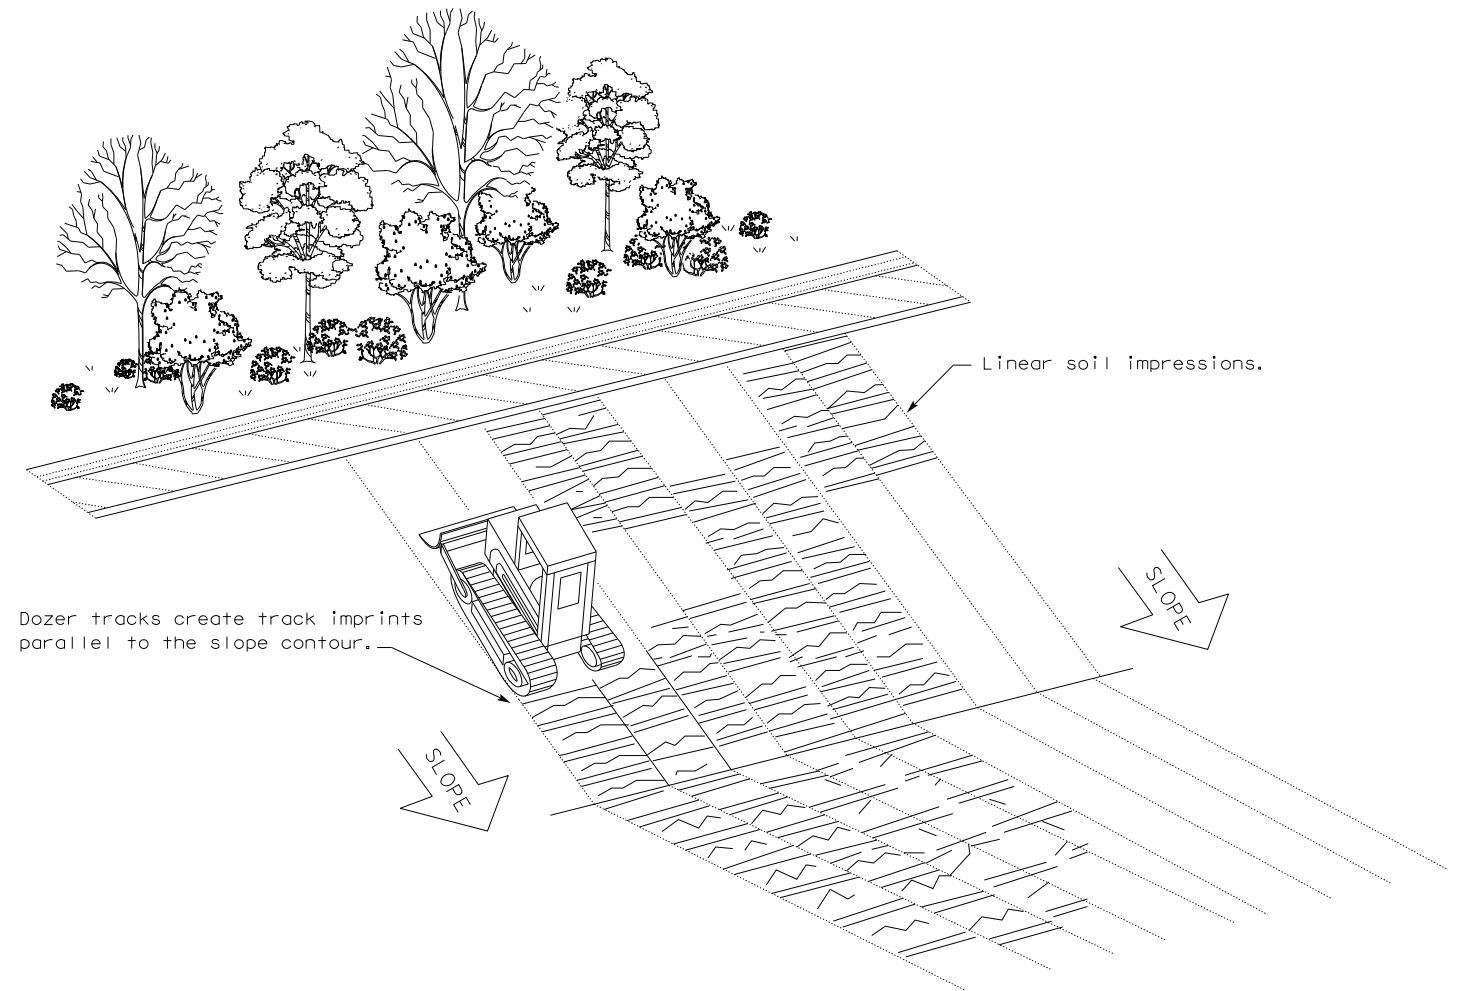 Linear soil impressions.
SLOPE
Dozer tracks create track imprints
parallel to the slope contour.
SLOPE